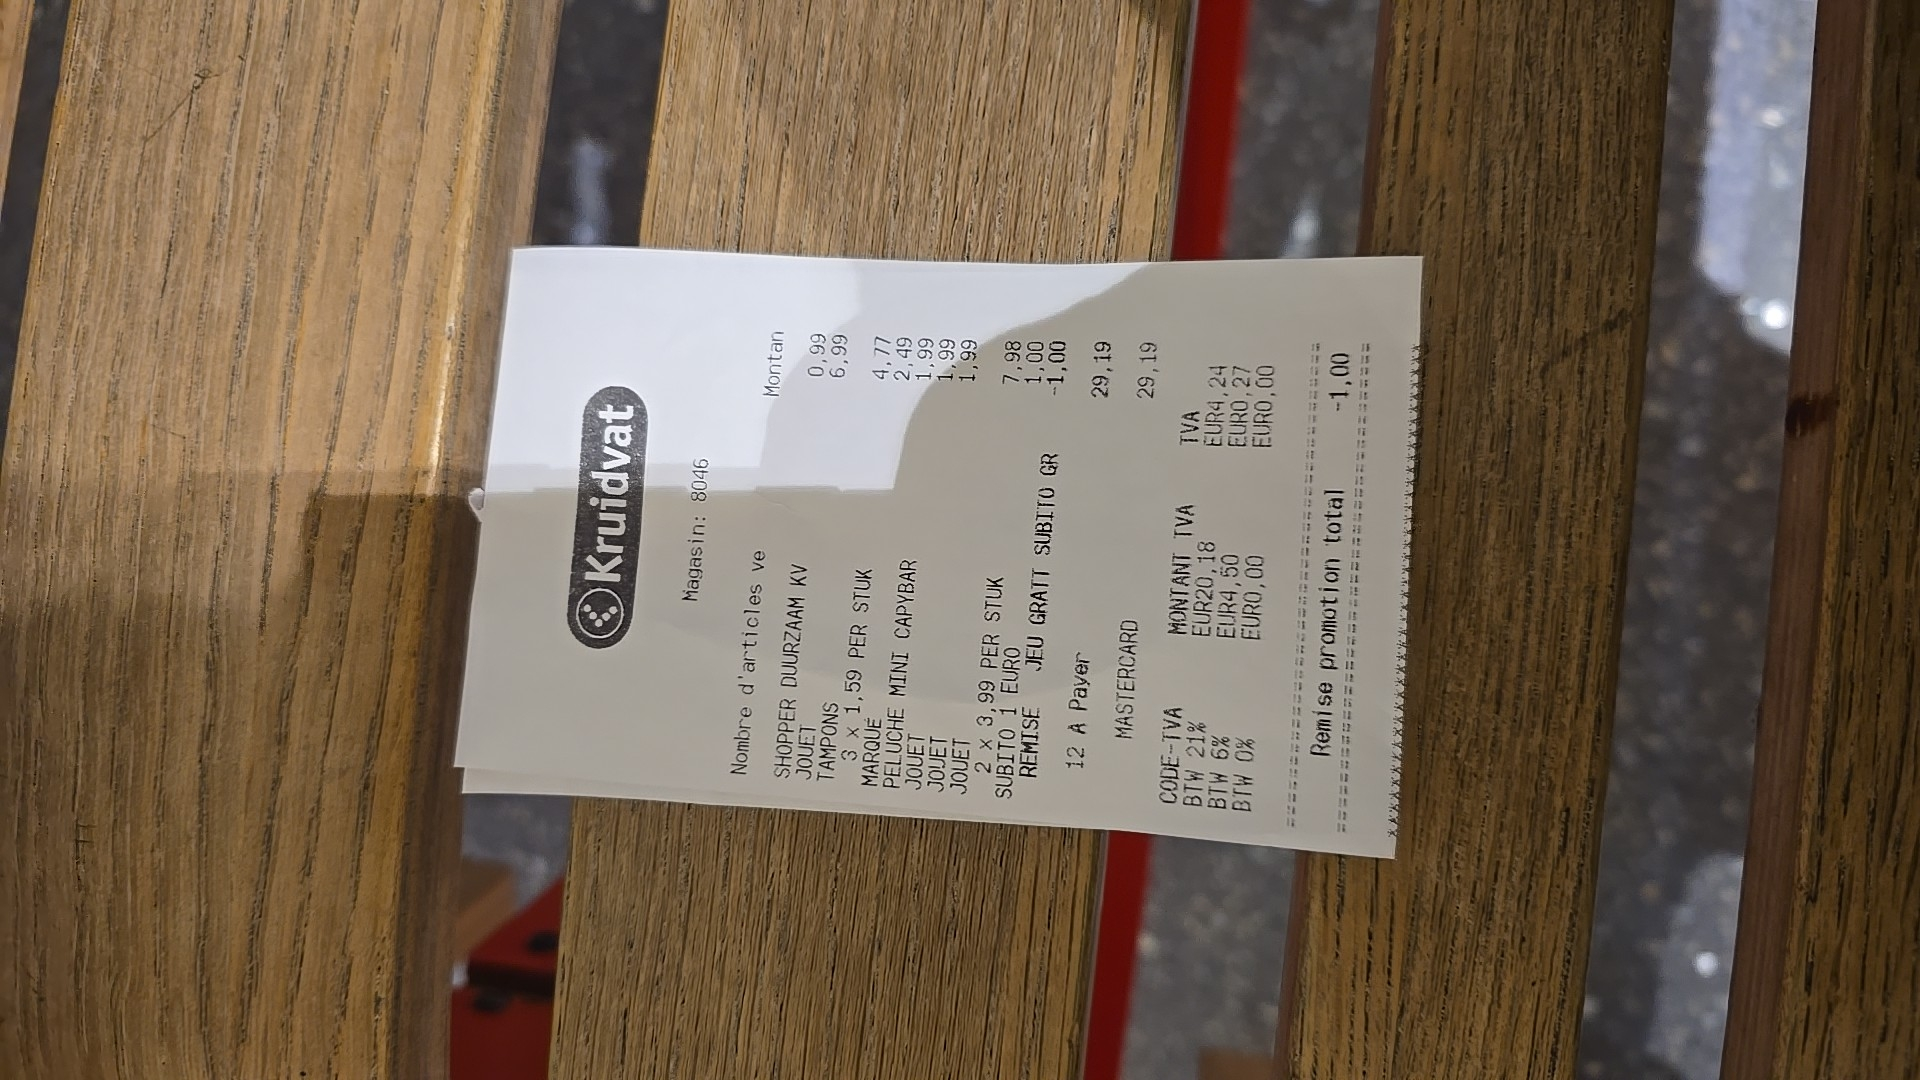 Kruidvat
Magasin: 8046
Nombre d'articles ve Montan
SHOPPER DUURZAAM KV 0,99
JOUET 6,99
TAMPONS
3 x 1,59 PER STUK 4,77
MARQUE 2,49
PELUCHE MINI CAPYBAR 1,99
JOUET 1,99
JOUET 1,99
JOUET
2 x 3,99 PER STUK 7,98
SUBITO 1 EURO 1,00
REMISE JEU GRATT SUBITO GR -1,00
12 A Payer 29,19
MASTERCARD 29,19
CODE-TVA MONTANT TVA TVA
BTW 21% EUR20,18 EUR4,24
BTW 6% EUR4,50 EUR0,27
BTW 0% EUR0,00 EUR0,00
Remise promotion total -1,00